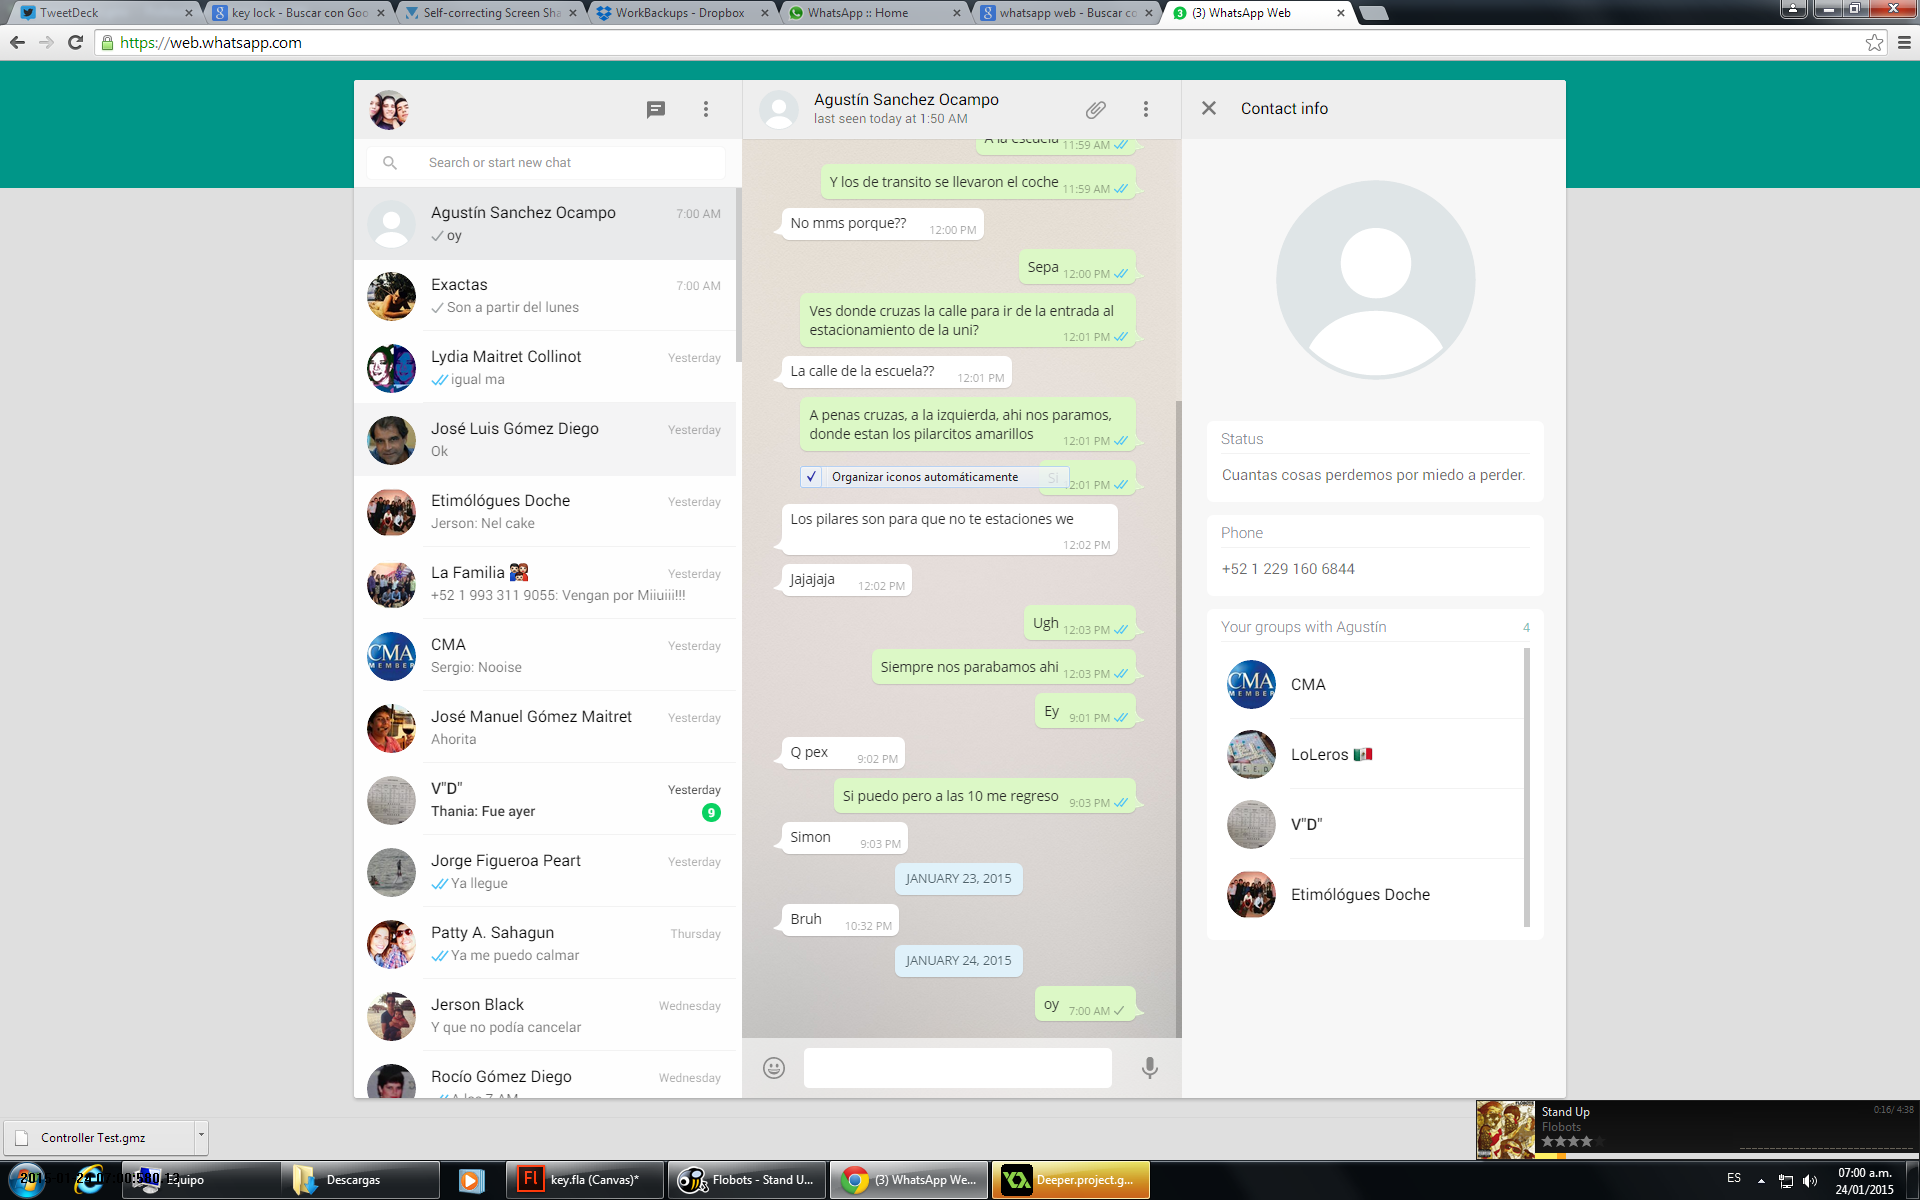 TweetDeck
key lock - Buscar con Goo
Self-correcting Screen Sha
WorkBackups - Dropbox
WhatsApp :: Home
whatsapp web - Buscar co
(3) WhatsApp Web
https://web.whatsapp.com
Search or start new chat
Agustín Sanchez Ocampo 7:00 AM
oy
Exactas 7:00 AM
Son a partir del lunes
Lydia Maitret Collinot Yesterday
igual ma
José Luis Gómez Diego Yesterday
Ok
Etimólógues Doche Yesterday
Jerson: Nel cake
La Familia Yesterday
+52 1 993 311 9055: Vengan por Miiuiii!!!
CMA Yesterday
Sergio: Nooise
José Manuel Gómez Maitret Yesterday
Ahorita
V"D" Yesterday
Thania: Fue ayer 9
Jorge Figueroa Peart Yesterday
Ya llegue
Patty A. Sahagun Thursday
Ya me puedo calmar
Jerson Black Wednesday
Y que no podía cancelar
Rocío Gómez Diego Wednesday
A las 7 AM
Agustín Sanchez Ocampo
last seen today at 1:50 AM
A la escuela 11:59 AM
Y los de transito se llevaron el coche 11:59 AM
No mms porque?? 12:00 PM
Sepa 12:00 PM
Ves donde cruzas la calle para ir de la entrada al
estacionamiento de la uni? 12:01 PM
La calle de la escuela?? 12:01 PM
A penas cruzas, a la izquierda, ahi nos paramos,
donde estan los pilarcitos amarillos 12:01 PM
Organizar iconos automáticamente
Si 2:01 PM
Los pilares son para que no te estaciones we
12:02 PM
Jajajaja 12:02 PM
Ugh 12:03 PM
Siempre nos parabamos ahi 12:03 PM
Ey 9:01 PM
Q pex 9:02 PM
Si puedo pero a las 10 me regreso 9:03 PM
Simon 9:03 PM
JANUARY 23, 2015
Bruh 10:32 PM
JANUARY 24, 2015
oy 7:00 AM
Contact info
Status
Cuantas cosas perdemos por miedo a perder.
Phone
+52 1 229 160 6844
Your groups with Agustín 4
CMA
MEMBER
CMA
LoLeros
V"D"
Etimólógues Doche
Controller Test.gmz
Stand Up 0:16/ 4:38
Flobots
Equipo
Descargas
key.fla (Canvas)*
Flobots - Stand U...
(3) WhatsApp We...
Deeper.project.g...
ES
07:00 a.m.
24/01/2015